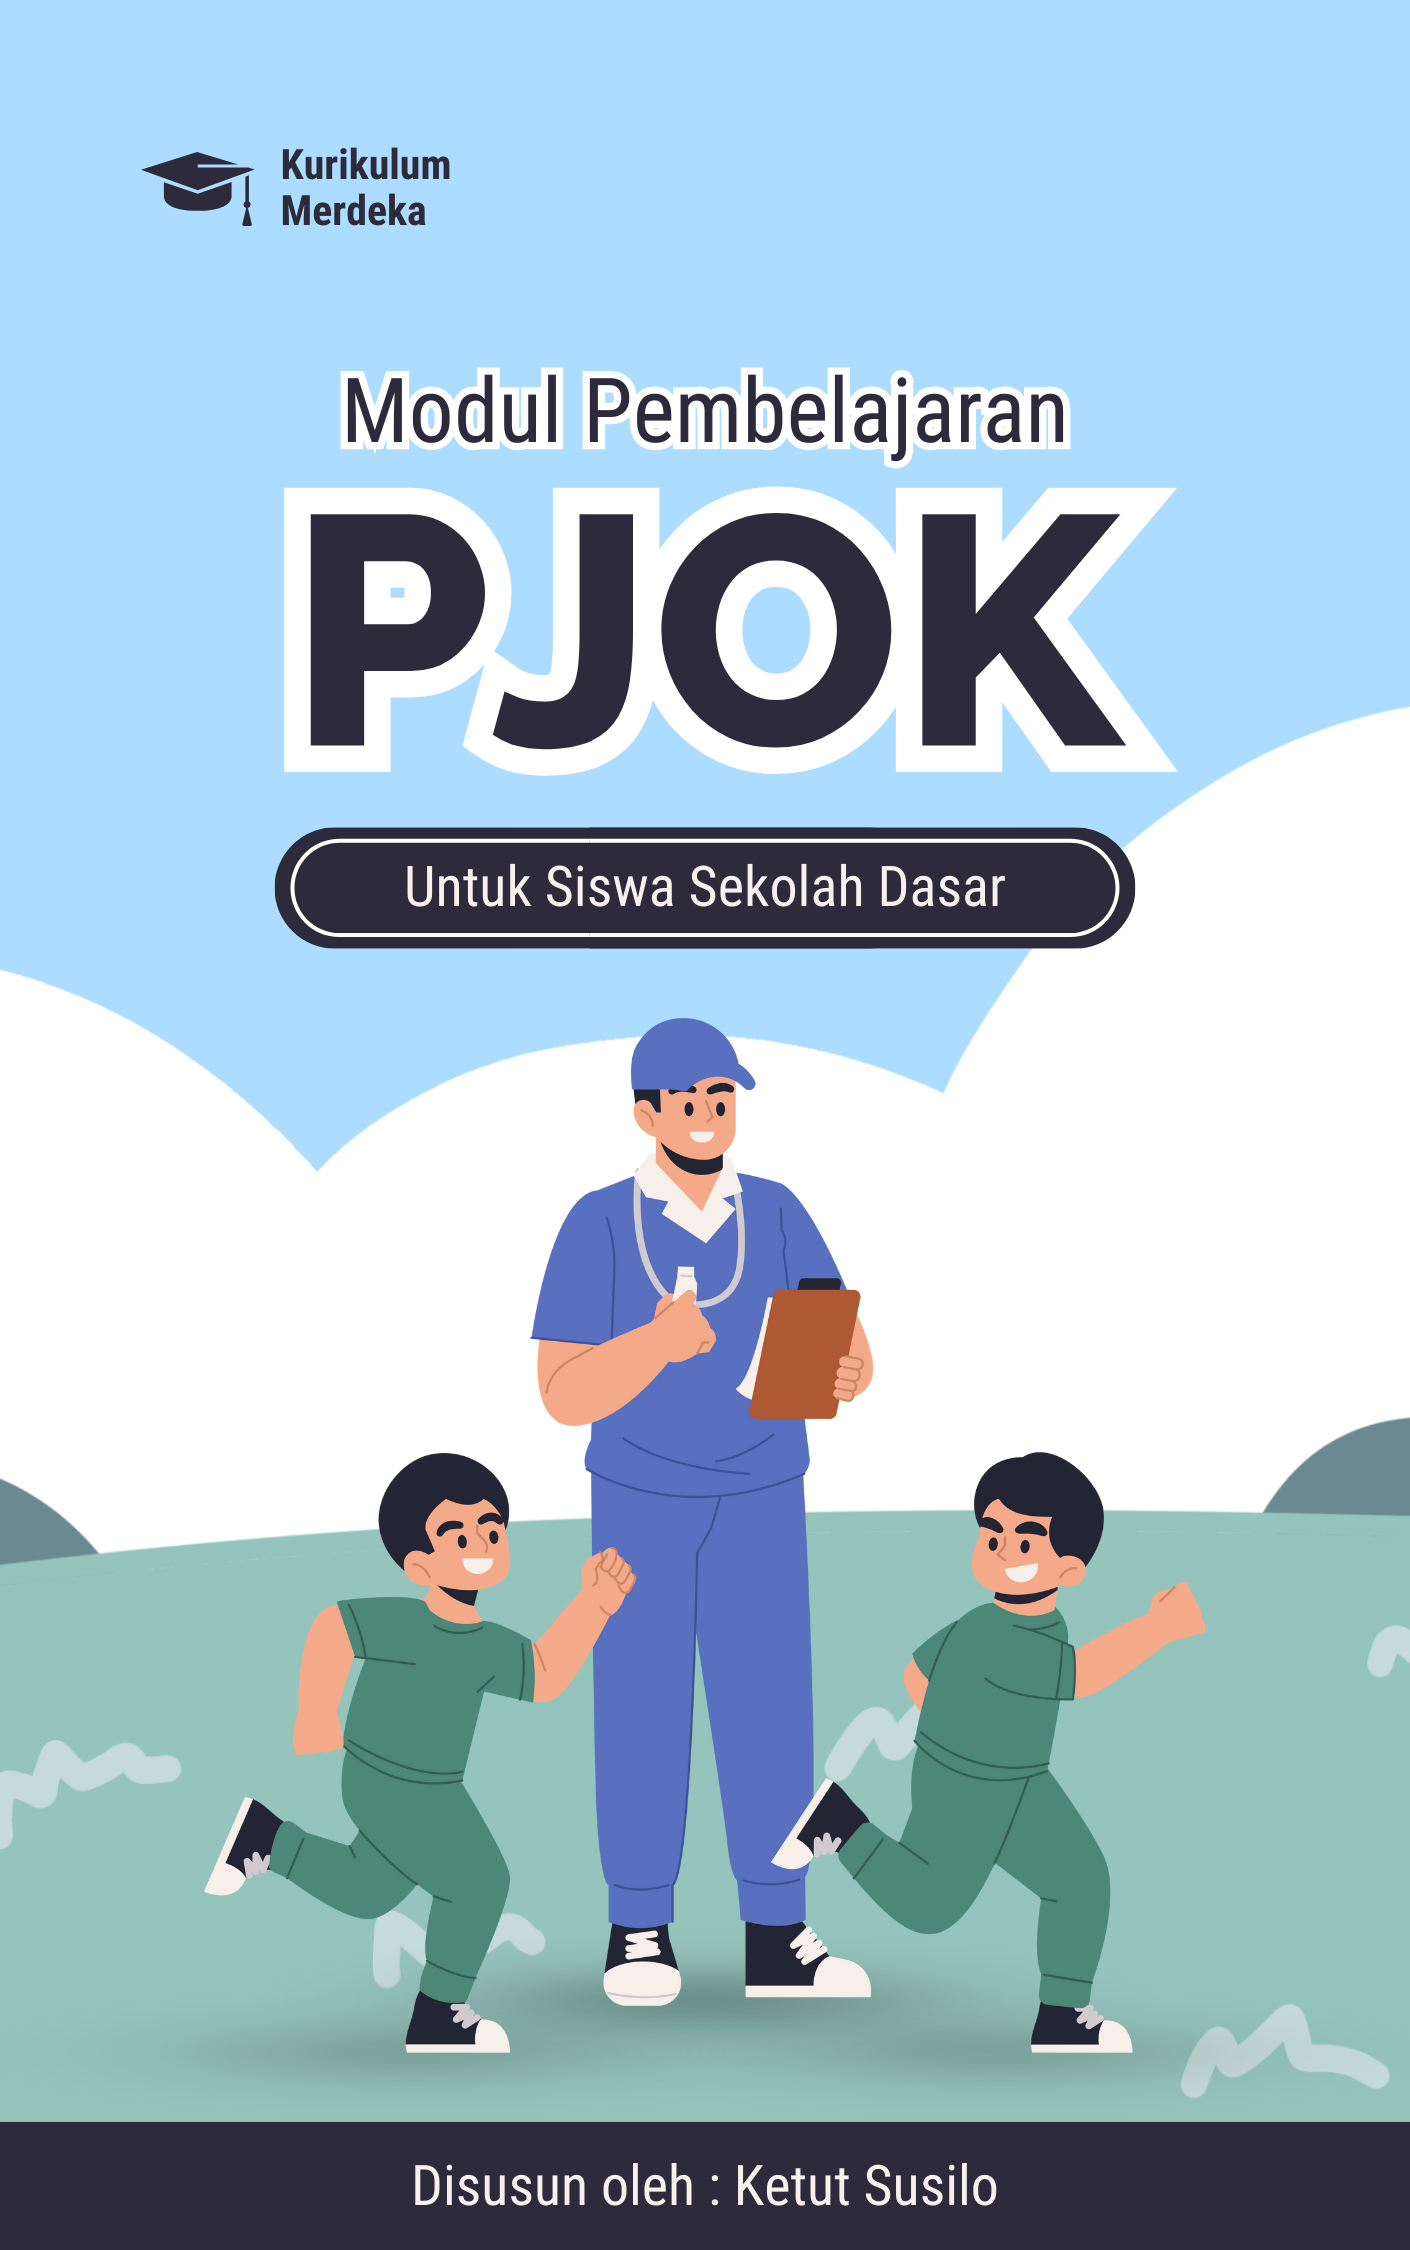 Kurikulum
Merdeka
Modul Pembelajaran
PJOK
Untuk Siswa Sekolah Dasar
Disusun oleh : Ketut Susilo